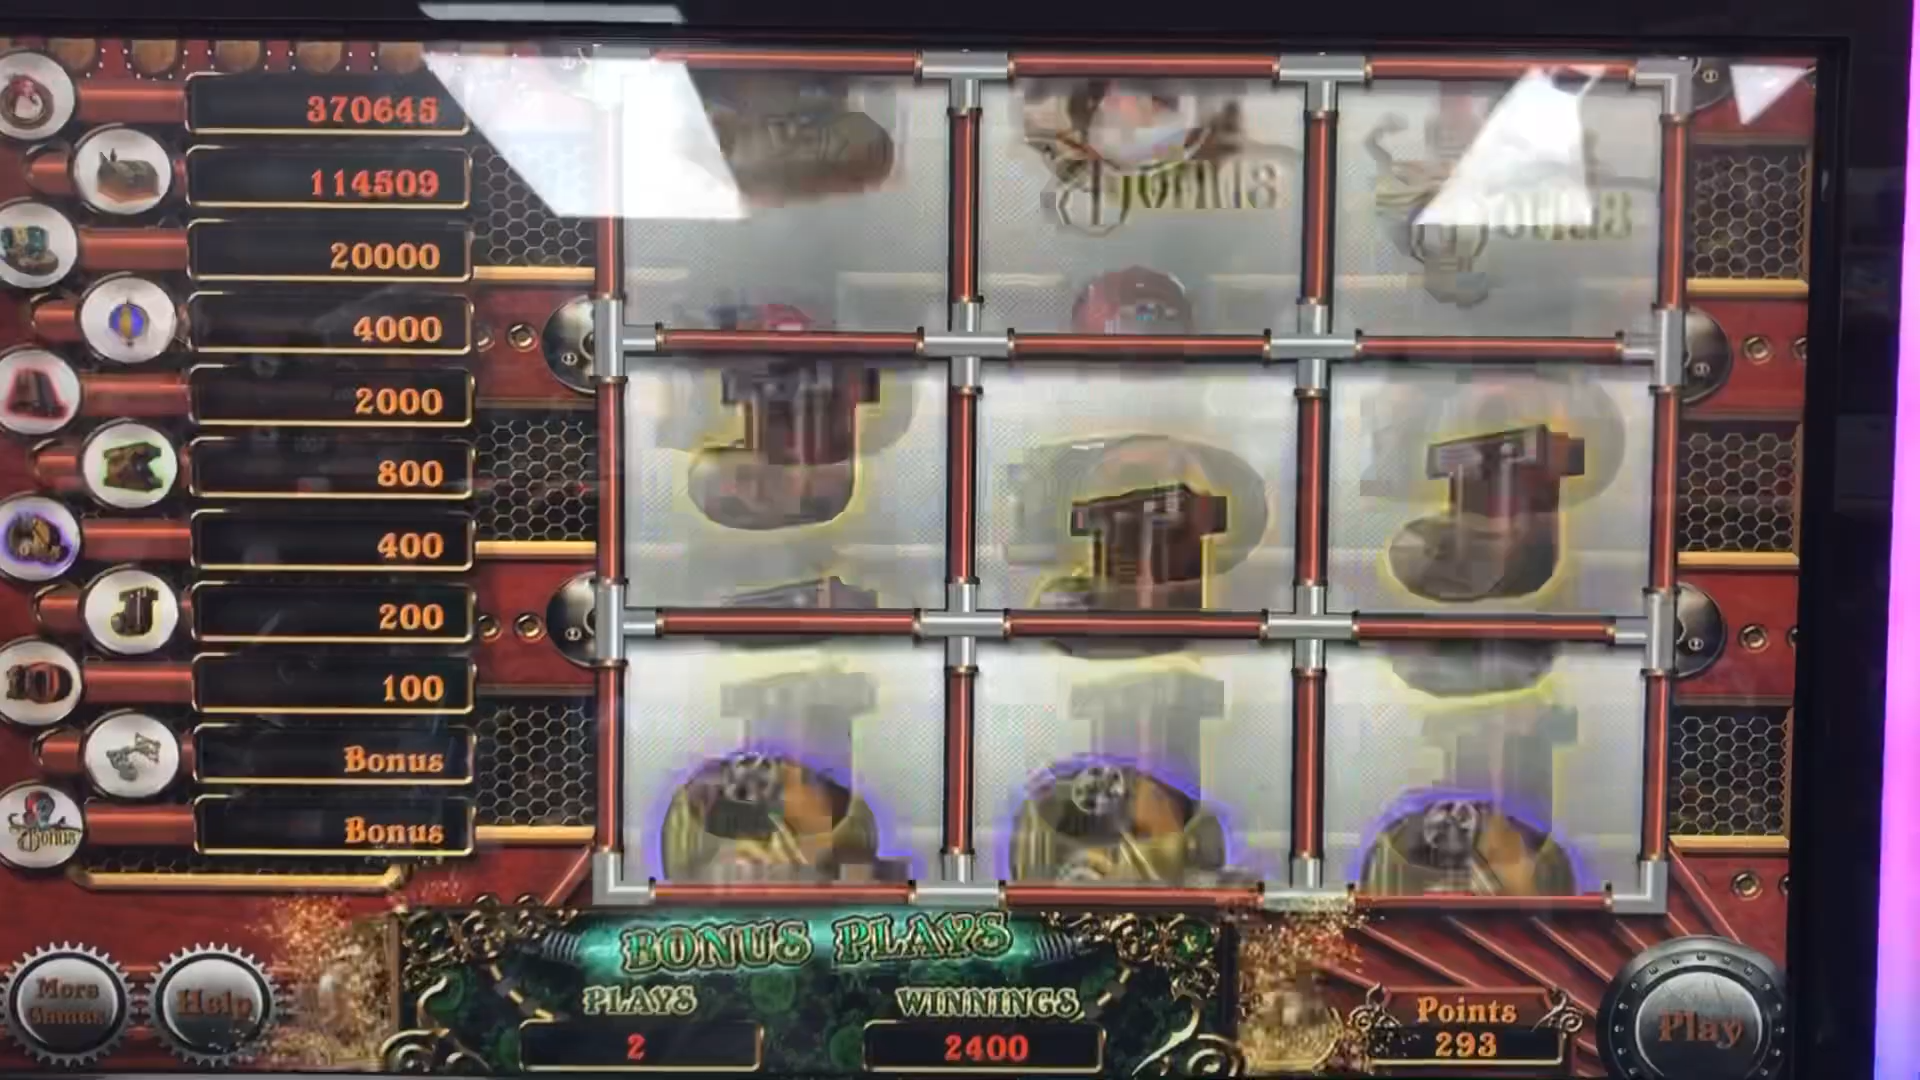 370645
114509
20000
4000
2000
800
400
200
100
Bonus
Bonus
Bonus
BONUS PLAYS
PLAYS
WINNINGS
2
2400
More
Games
Help
Points
293
Play